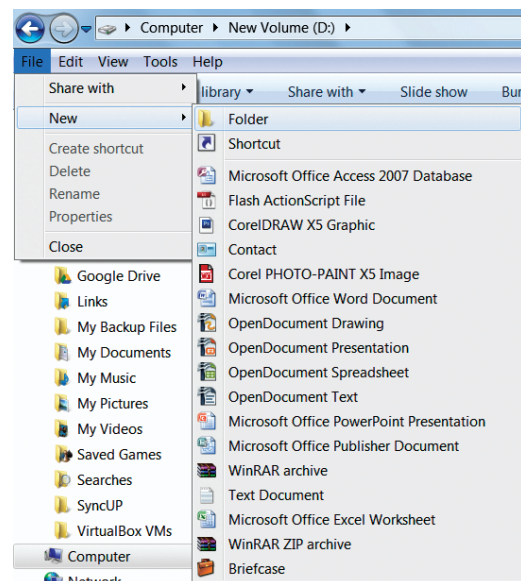 Computer New Volume (D:)
File Edit View Tools Help
library Share with Slide show
Share with
New
Create shortcut
Delete
Rename
Properties
Close
Folder
Shortcut
Microsoft Office Access 2007 Database
Flash ActionScript File
CorelDRAW X5 Graphic
Contact
Corel PHOTO-PAINT X5 Image
Microsoft Office Word Document
OpenDocument Drawing
OpenDocument Presentation
OpenDocument Spreadsheet
OpenDocument Text
Microsoft Office PowerPoint Presentation
Microsoft Office Publisher Document
WinRAR archive
Text Document
Microsoft Office Excel Worksheet
WinRAR ZIP archive
Briefcase
Google Drive
Links
My Backup Files
My Documents
My Music
My Pictures
My Videos
Saved Games
Searches
SyncUP
VirtualBox VMs
Computer
Network